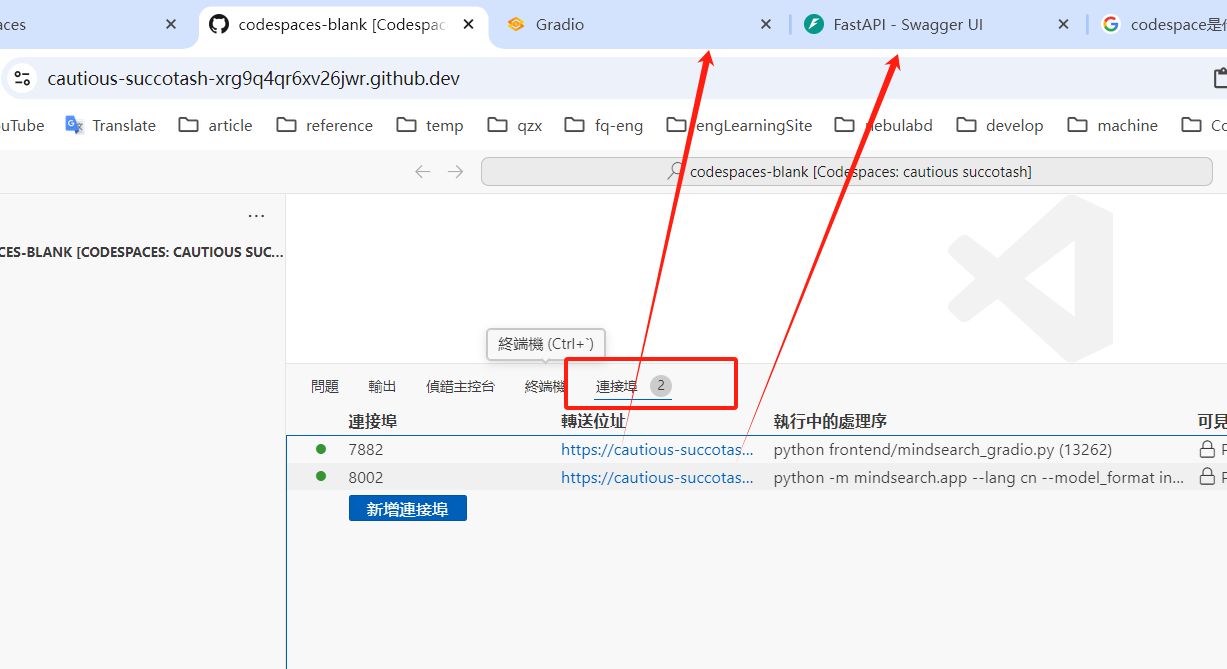 aces
codespaces-blank [Codespac
Gradio
FastAPI - Swagger UI
codespace是
cautious-succotash-xrg9q4qr6xv26jwr.github.dev
uTube
Translate
article
reference
temp
qzx
fq-eng
engLearningSite
nebulabd
develop
machine
Co
codespaces-blank [Codespaces: cautious succotash]
...
CES-BLANK [CODESPACES: CAUTIOUS SUC...
終端機 (Ctrl+`)
問題 輸出 偵錯主控台 終端機 連接埠 2
連接埠 轉送位址 執行中的處理序 可見
7882 https://cautious-succotas... python frontend/mindsearch_gradio.py (13262) P
8002 https://cautious-succotas... python -m mindsearch.app --lang cn --model_format in... P
新增連接埠